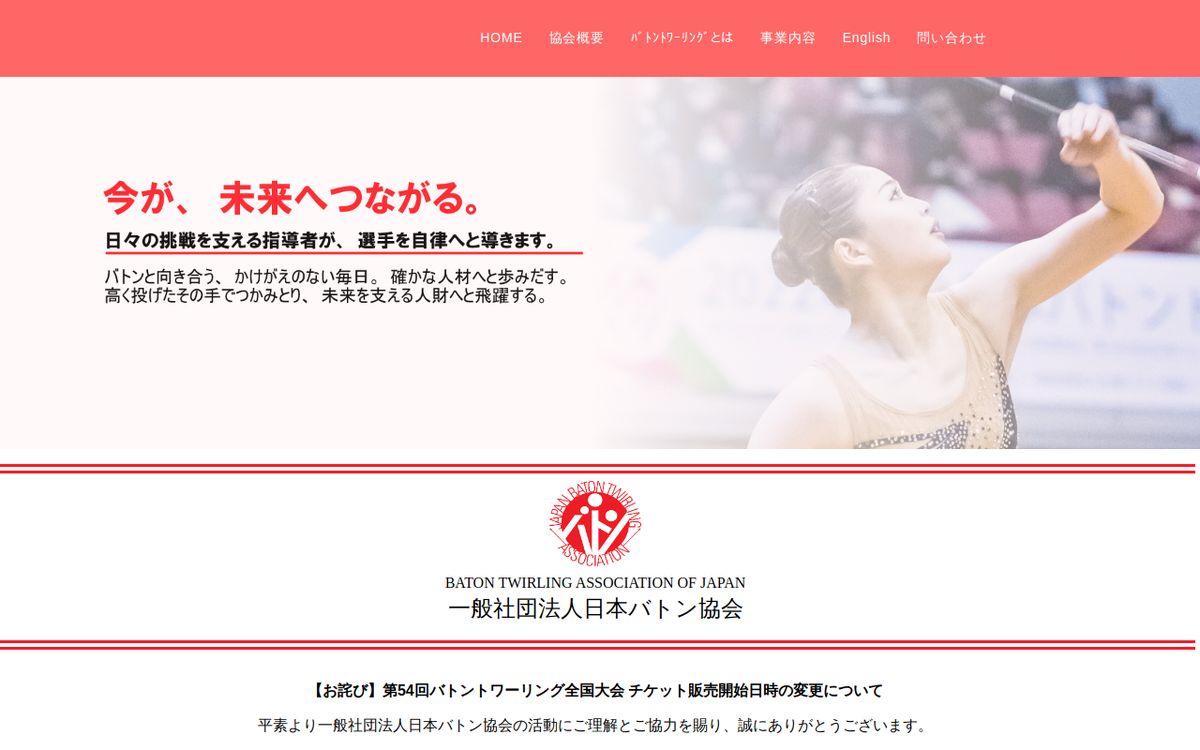 HOME 協会概要 ﾊﾞﾄﾝﾄﾜｰﾘﾝｸﾞとは 事業内容 English 問い合わせ
今が、未来へつながる。
日々の挑戦を支える指導者が、選手を自律へと導きます。
バトンと向き合う、かけがえのない毎日。確かな人材へと歩みだす。
高く投げたその手でつかみとり、未来を支える人財へと飛躍する。
JAPAN BATON TWIRLING ASSOCIATION
バトン
BATON TWIRLING ASSOCIATION OF JAPAN
一般社団法人日本バトン協会
【お詫び】第54回バトントワーリング全国大会 チケット販売開始日時の変更について
平素より一般社団法人日本バトン協会の活動にご理解とご協力を賜り、誠にありがとうございます。